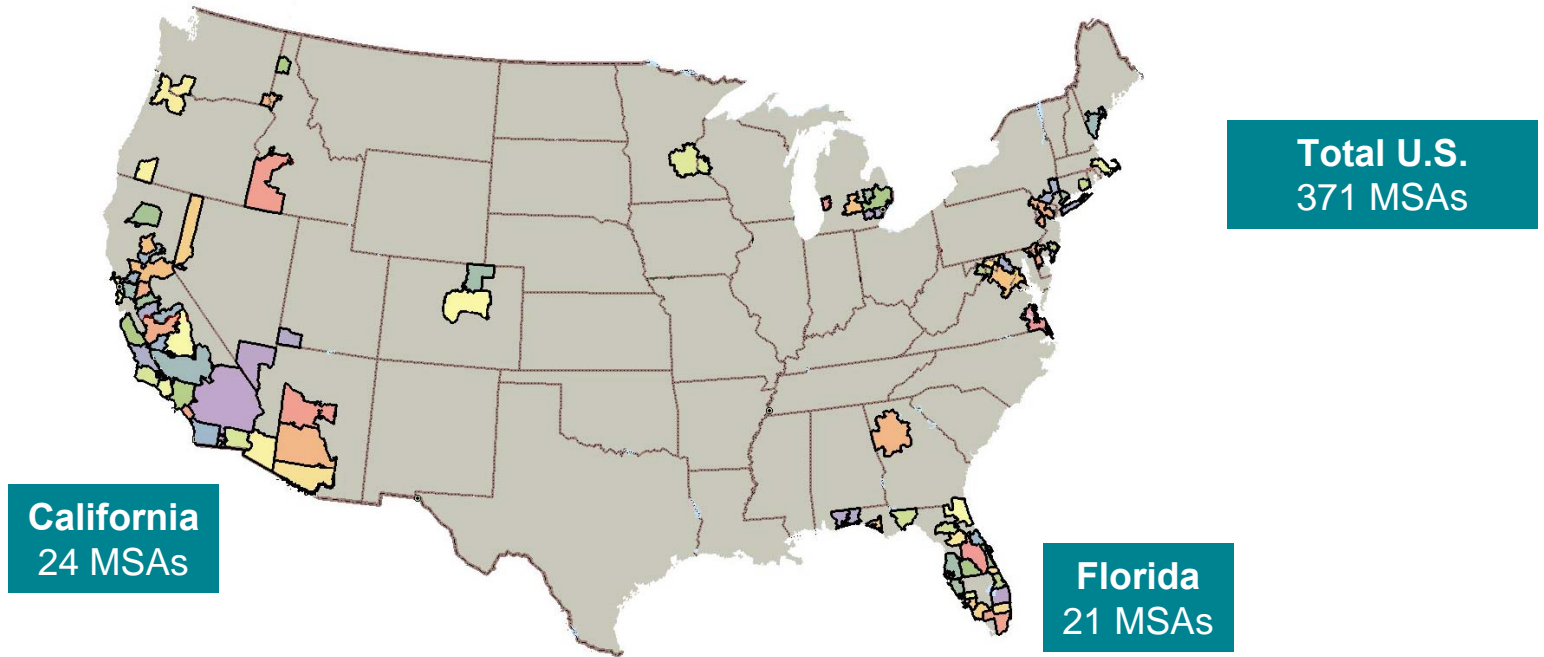 Total U.S.
371 MSAs
California
24 MSAs
Florida
21 MSAs